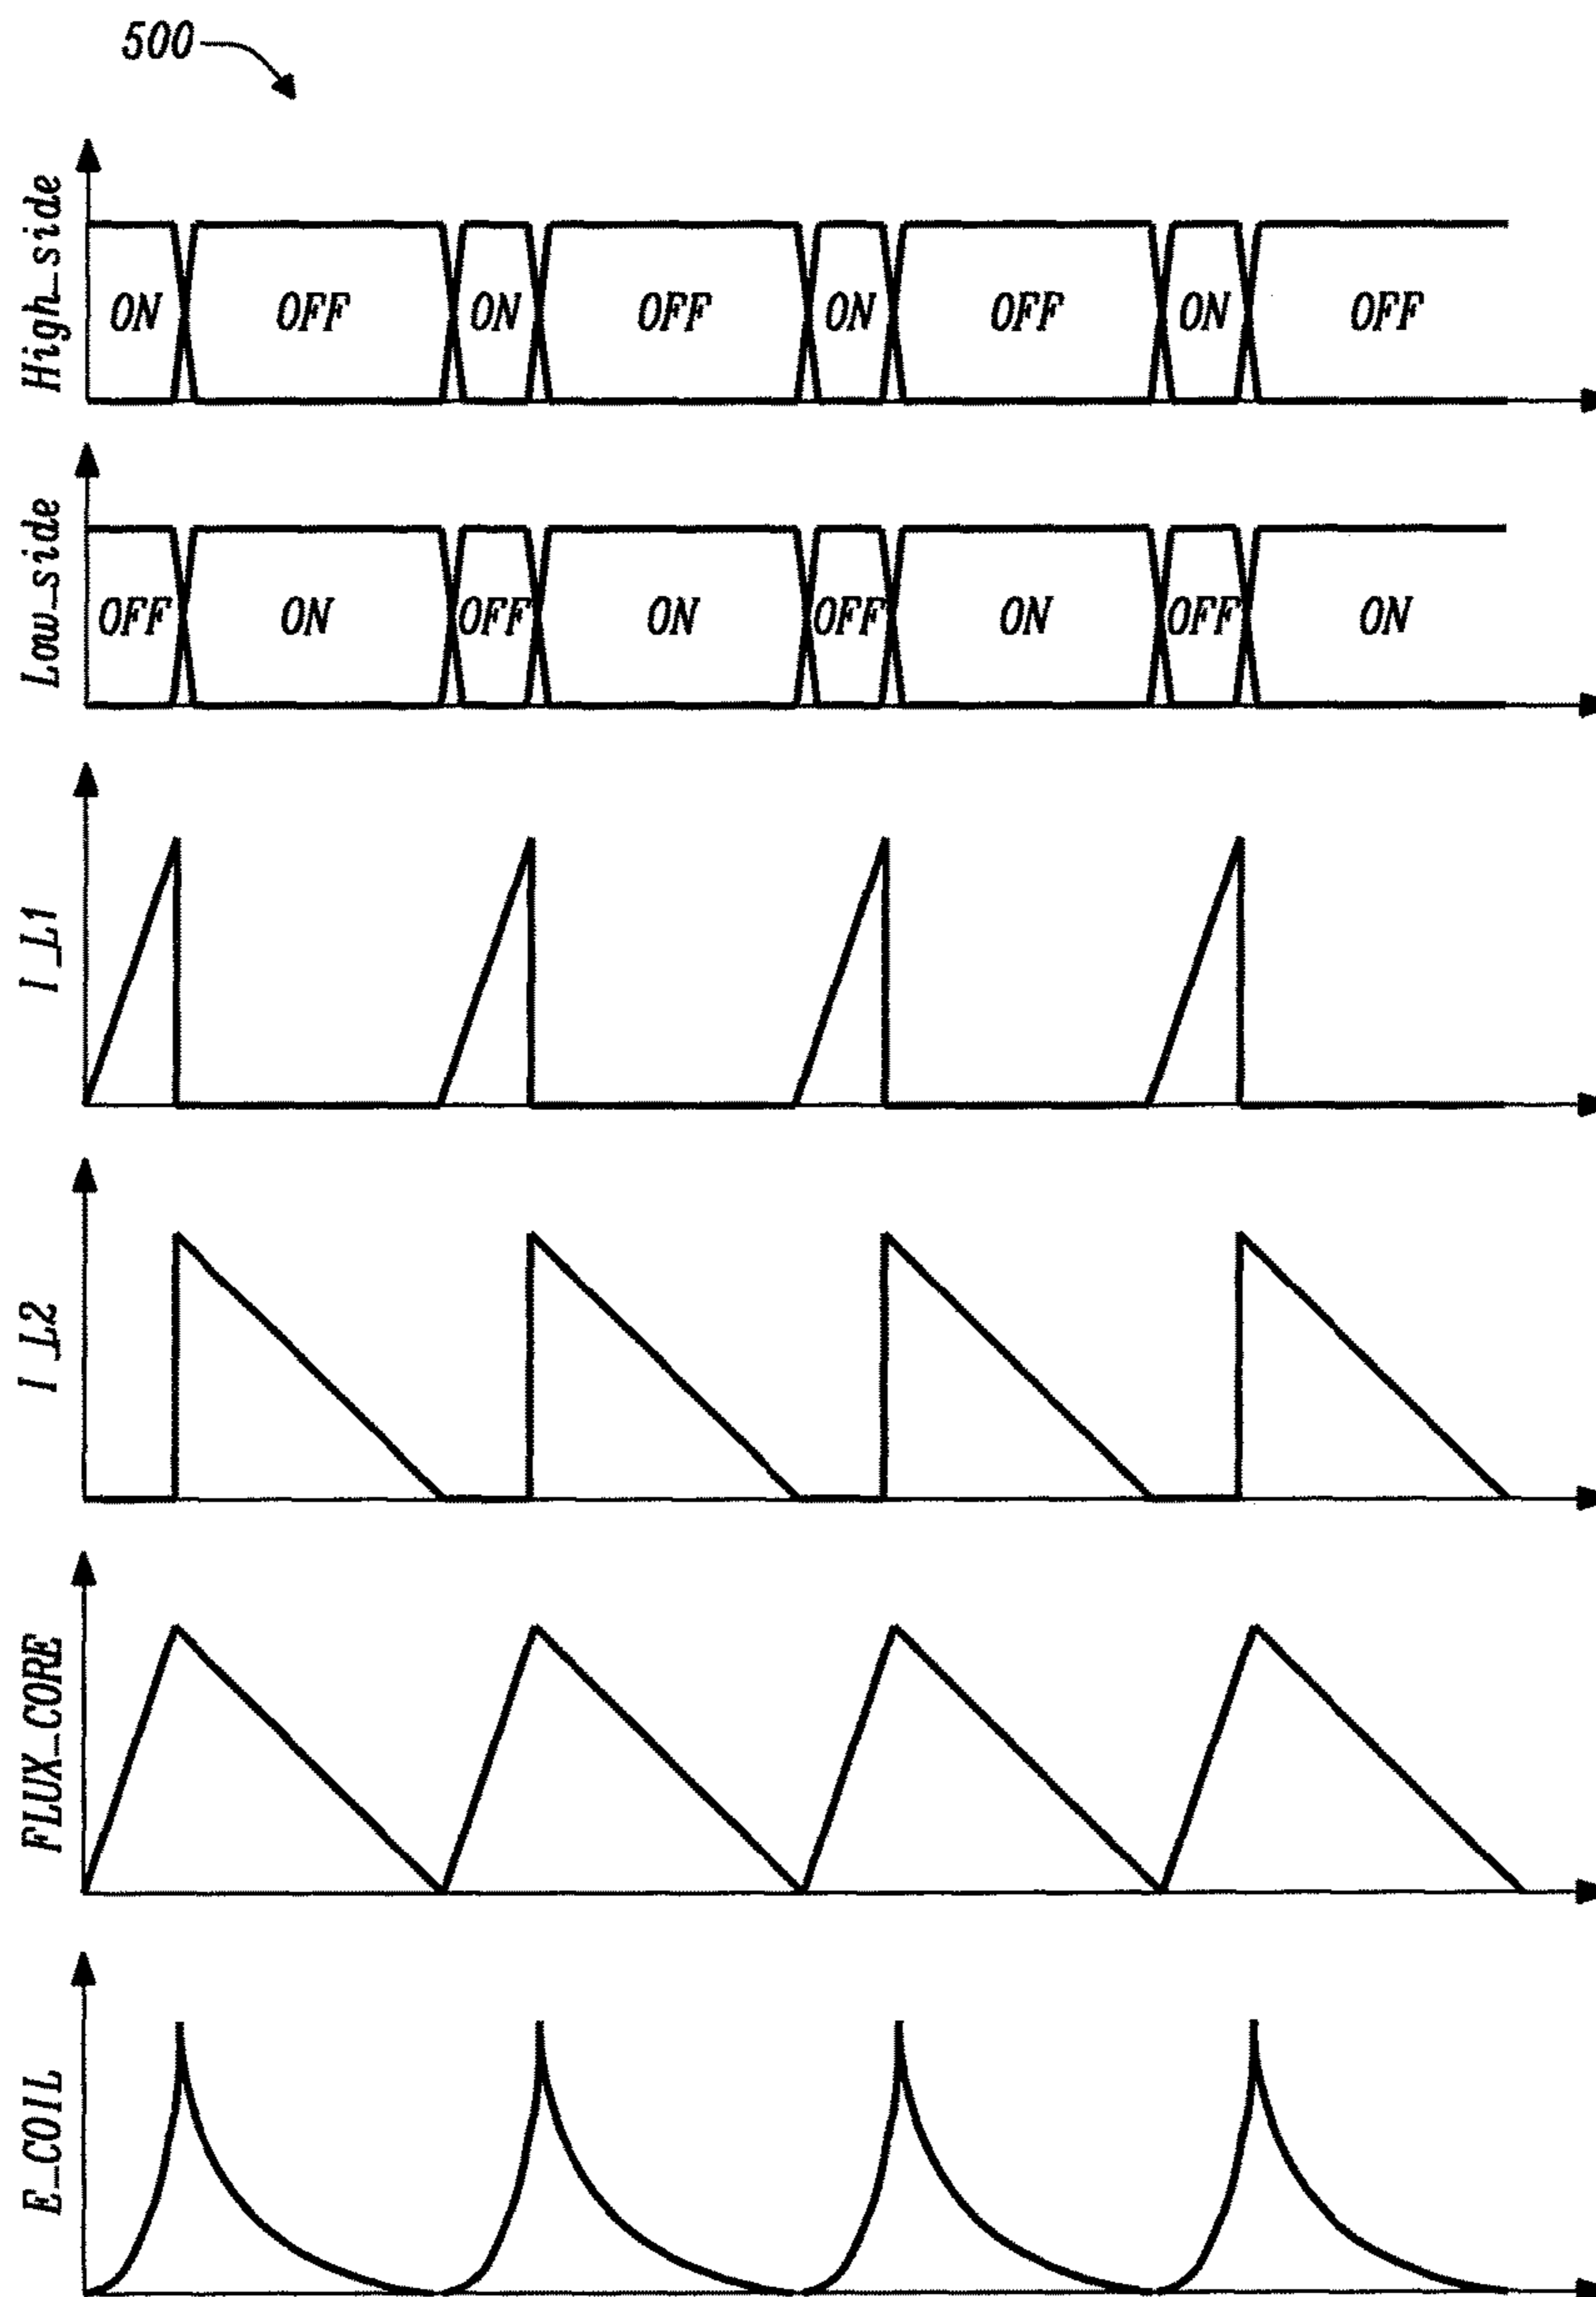 500
High_side
ON OFF ON OFF ON OFF ON OFF
Low_side
OFF ON OFF ON OFF ON OFF ON
I_L1
I_L2
FLUX_CORE
E_COIL